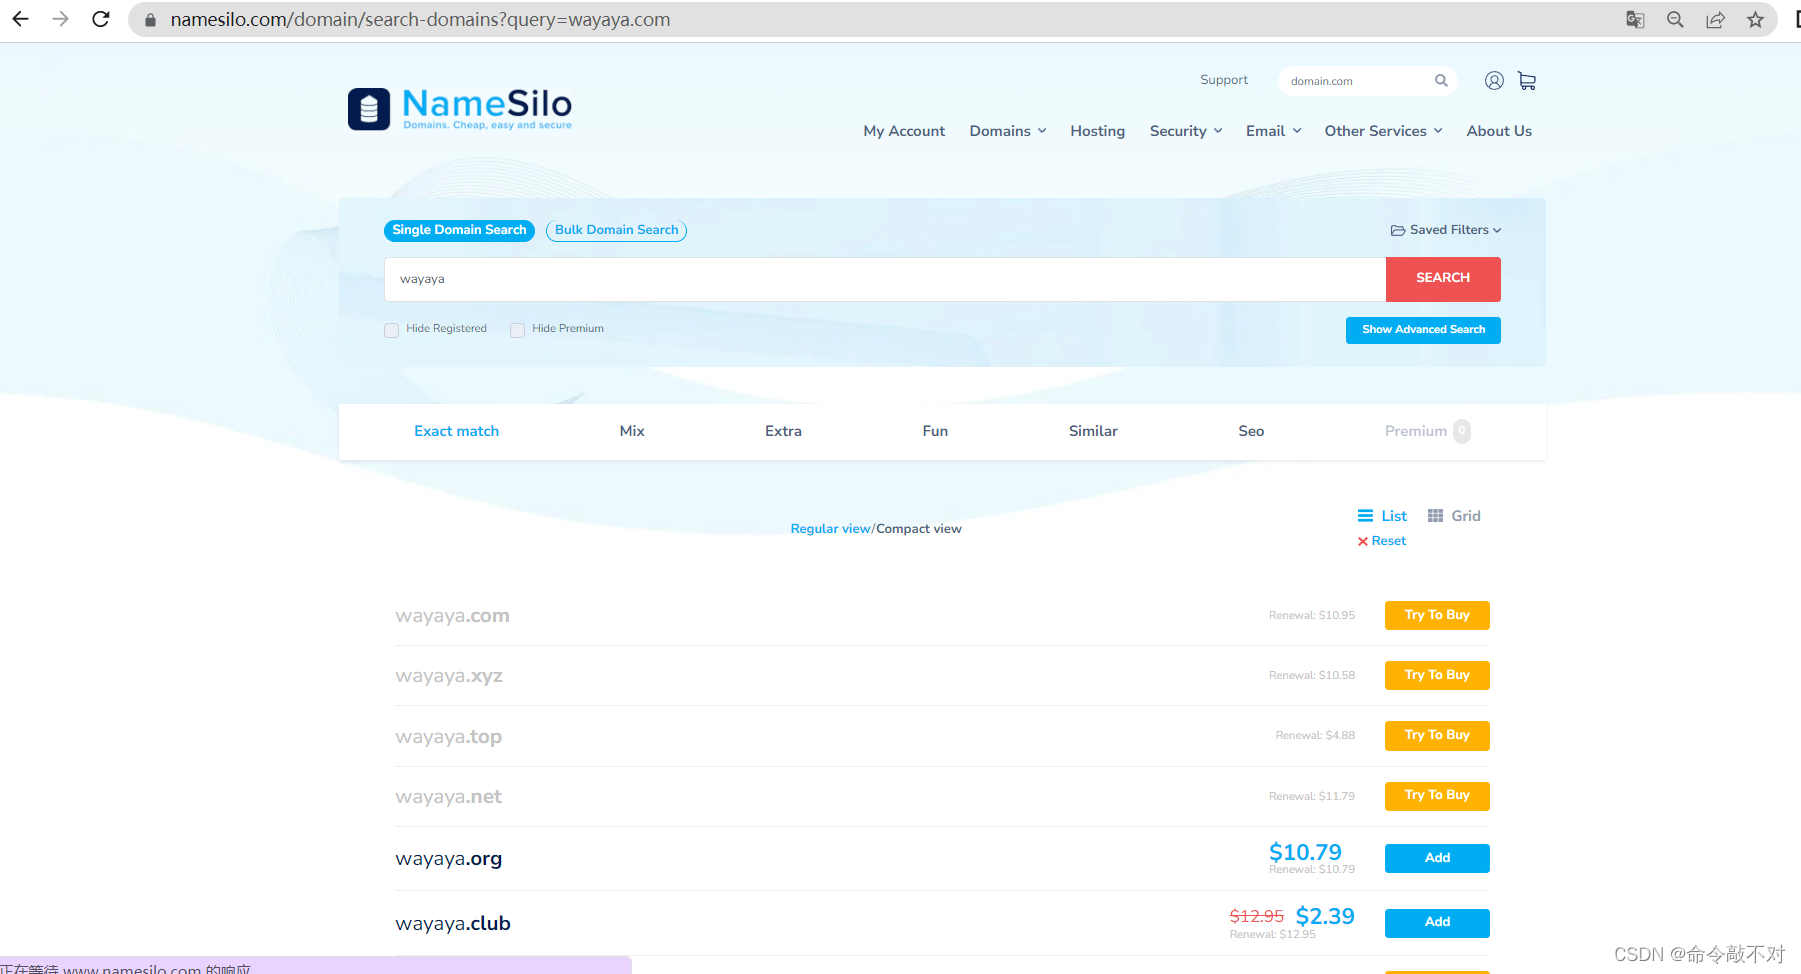 namesilo.com/domain/search-domains?query=wayaya.com
Support
domain.com
NameSilo
Domains. Cheap, easy and secure
My Account Domains Hosting Security Email Other Services About Us
Single Domain Search Bulk Domain Search Saved Filters
wayaya SEARCH
Hide Registered Hide Premium Show Advanced Search
Exact match Mix Extra Fun Similar Seo Premium 0
Regular view/Compact view
List Grid
Reset
wayaya.com Renewal: $10.95 Try To Buy
wayaya.xyz Renewal: $10.58 Try To Buy
wayaya.top Renewal: $4.88 Try To Buy
wayaya.net Renewal: $11.79 Try To Buy
wayaya.org $10.79 Add
Renewal: $10.79
wayaya.club $12.95 $2.39 Add
Renewal: $12.95
CSDN @命令敲不对
正在等待 www.namesilo.com 的响应